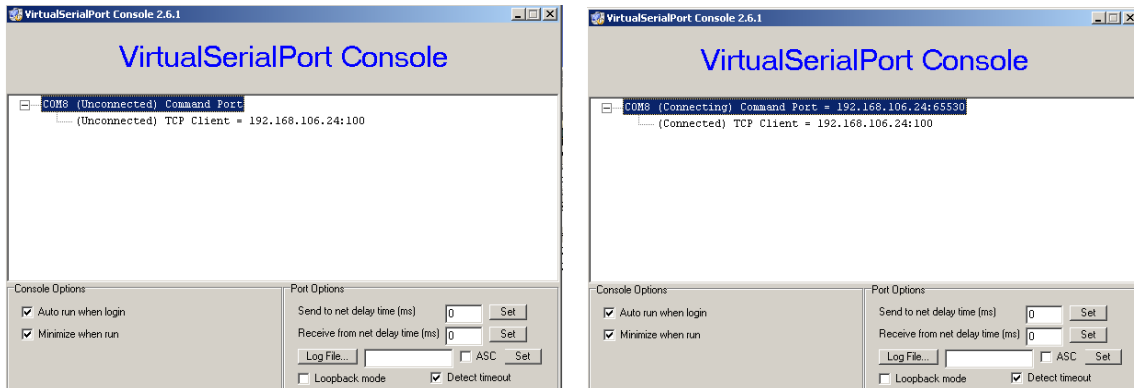 VirtualSerialPort Console 2.6.1
VirtualSerialPort Console
COM8 (Unconnected) Command Port
(Unconnected) TCP Client = 192.168.106.24:100
Console Options
Auto run when login
Minimize when run
Port Options
Send to net delay time (ms) 0 Set
Receive from net delay time (ms) 0 Set
Log File... ASC Set
Loopback mode Detect timeout
VirtualSerialPort Console 2.6.1
VirtualSerialPort Console
COM8 (Connecting) Command Port = 192.168.106.24:65530
(Connected) TCP Client = 192.168.106.24:100
Console Options
Auto run when login
Minimize when run
Port Options
Send to net delay time (ms) 0 Set
Receive from net delay time (ms) 0 Set
Log File... ASC Set
Loopback mode Detect timeout